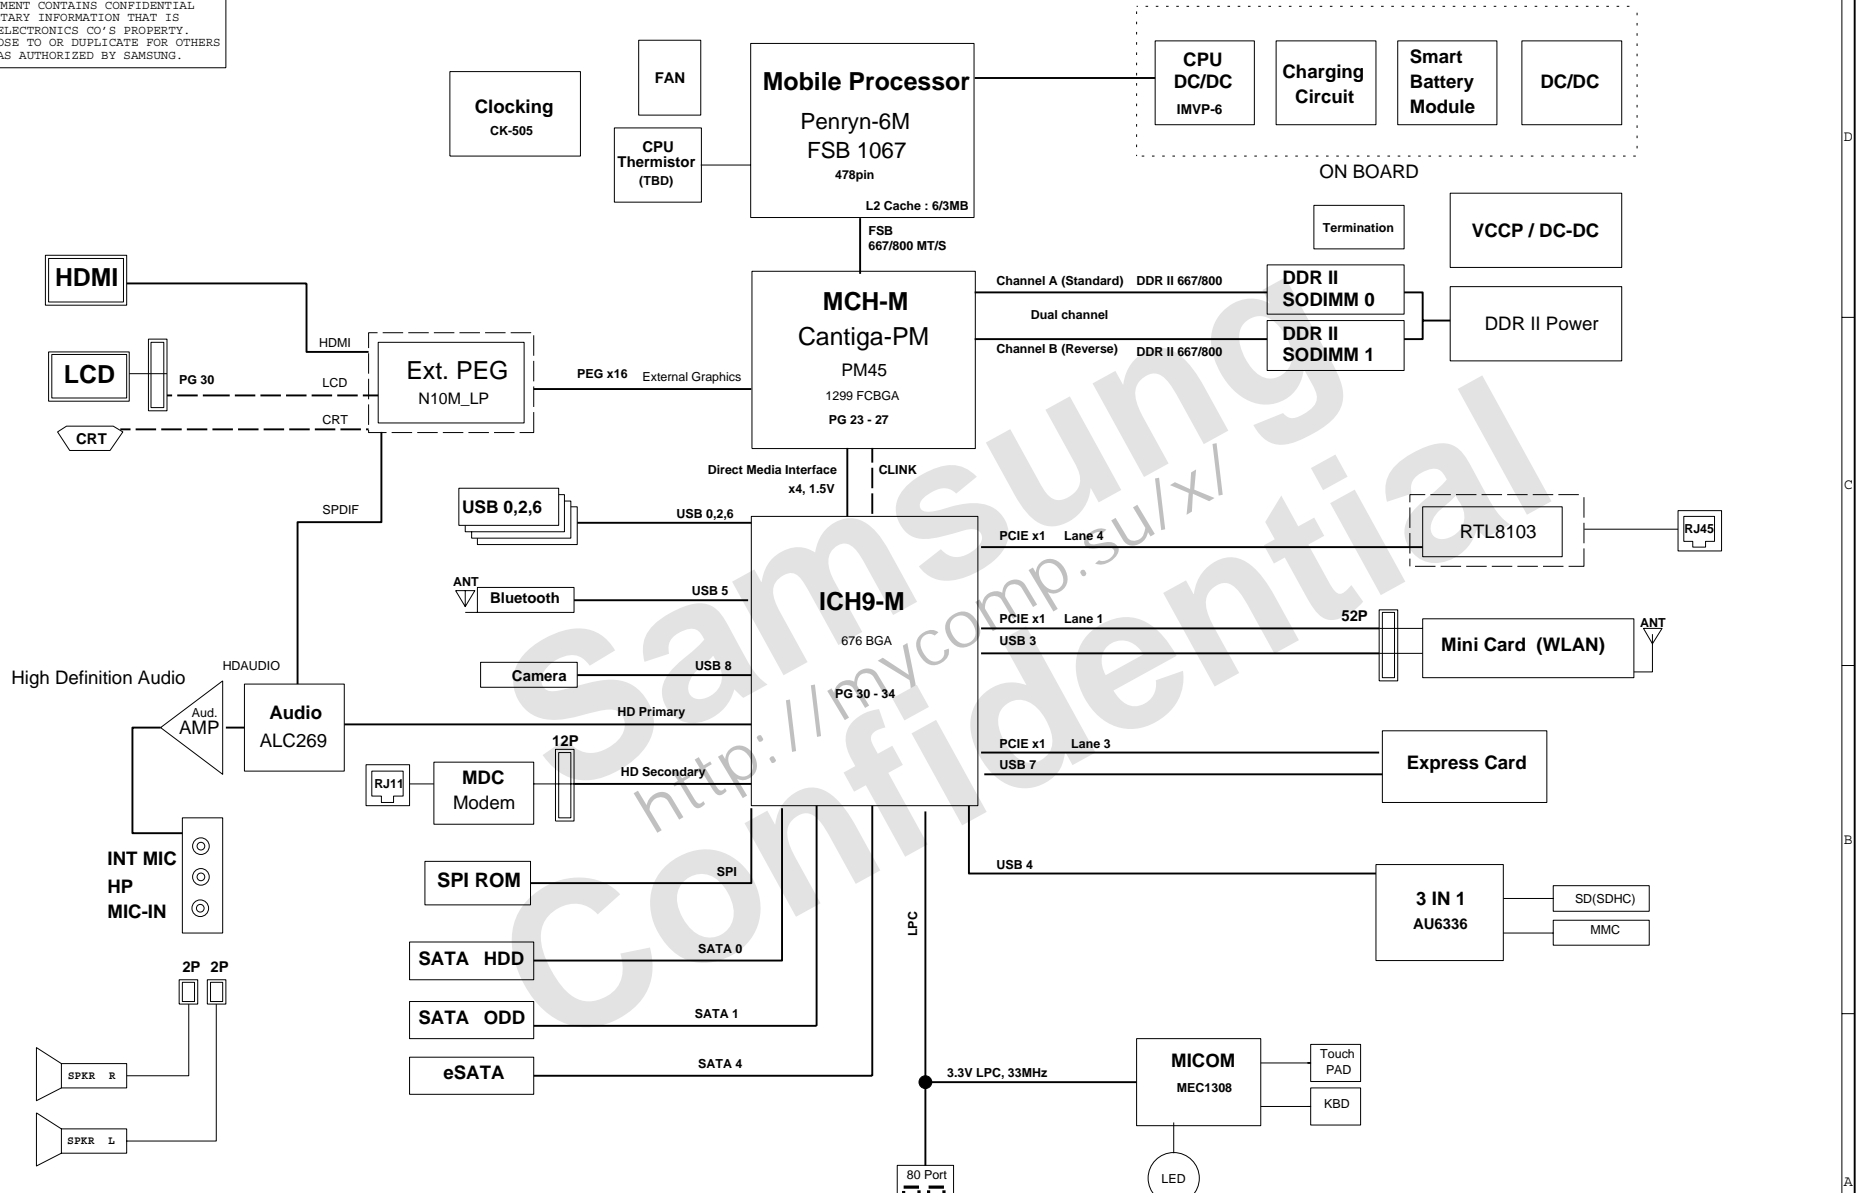 MENT CONTAINS CONFIDENTIAL
TARY INFORMATION THAT IS
ELECTRONICS CO'S PROPERTY.
OSE TO OR DUPLICATE FOR OTHERS
AS AUTHORIZED BY SAMSUNG.
Clocking
CK-505
FAN
CPU
Thermistor
(TBD)
Mobile Processor
Penryn-6M
FSB 1067
478pin
L2 Cache : 6/3MB
CPU
DC/DC
IMVP-6
Charging
Circuit
Smart
Battery
Module
DC/DC
ON BOARD
D
FSB
667/800 MT/S
Termination
VCCP / DC-DC
HDMI
HDMI
LCD
PG 30
LCD
CRT
CRT
Ext. PEG
N10M_LP
PEG x16 External Graphics
MCH-M
Cantiga-PM
PM45
1299 FCBGA
PG 23 - 27
Channel A (Standard) DDR II 667/800
Dual channel
Channel B (Reverse) DDR II 667/800
DDR II
SODIMM 0
DDR II
SODIMM 1
DDR II Power
Direct Media Interface
x4, 1.5V
CLINK
C
SPDIF
USB 0,2,6
USB 0,2,6
ANT
Bluetooth
USB 5
Camera
USB 8
ICH9-M
676 BGA
PG 30 - 34
PCIE x1 Lane 4
RTL8103
RJ45
PCIE x1 Lane 1
USB 3
52P
Mini Card (WLAN)
ANT
HDAUDIO
High Definition Audio
Aud.
AMP
Audio
ALC269
HD Primary
12P
RJ11
MDC
Modem
HD Secondary
PCIE x1 Lane 3
USB 7
Express Card
INT MIC
HP
MIC-IN
SPI ROM
SPI
USB 4
3 IN 1
AU6336
SD(SDHC)
MMC
B
LPC
SATA HDD
SATA 0
2P 2P
SATA ODD
SATA 1
eSATA
SATA 4
SPKR R
SPKR L
3.3V LPC, 33MHz
MICOM
MEC1308
Touch
PAD
KBD
80 Port
LED
A
Samsung
Confidential
http://mycomp.su/x/